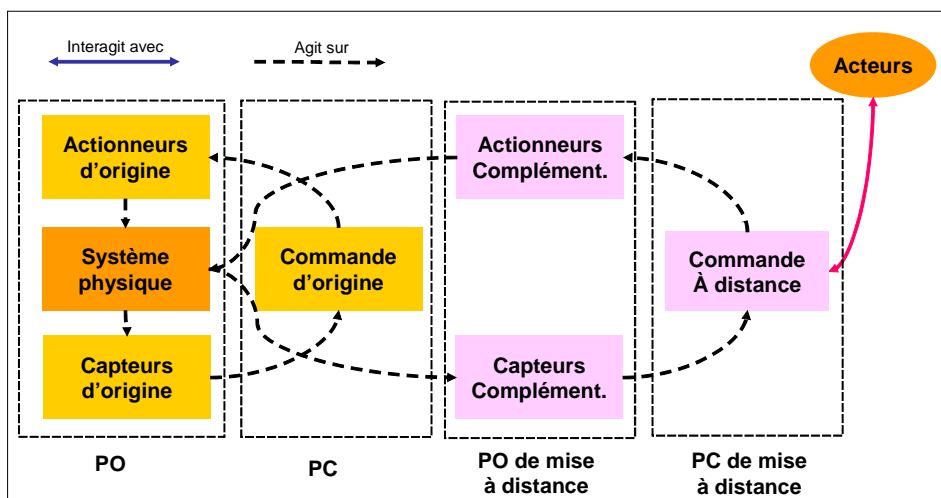 Interagit avec
Agit sur
Acteurs
Actionneurs
d'origine
Actionneurs
Complément.
Système
physique
Commande
d'origine
Commande
À distance
Capteurs
d'origine
Capteurs
Complément.
PO
PC
PO de mise
à distance
PC de mise
à distance